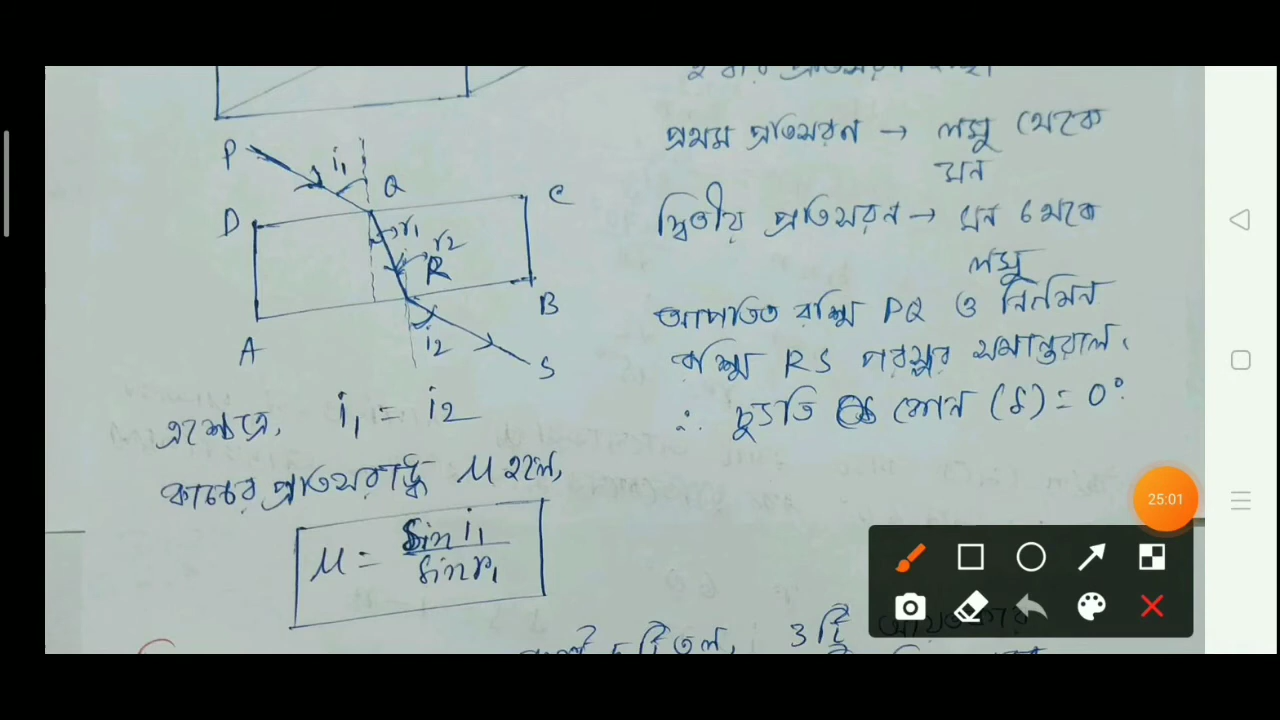 প্রথম প্রতিসরণ → লঘু থেকে
ঘন
দ্বিতীয় প্রতিসরণ → ঘন থেকে
লঘু
আপতিত রশ্মি PQ ও নির্গমন
রশ্মি RS পরস্পর সমান্তরাল।
∴ চ্যুতি কোণ (δ) = 0°
P
i₁
Q
C
D
r₁
r₂
R
B
A
i₂
S
এক্ষেত্রে, i₁ = i₂
কাচের প্রতিসরাঙ্ক μ হলে,
μ = Sin i₁ / Sin r₁
25:01
3টি